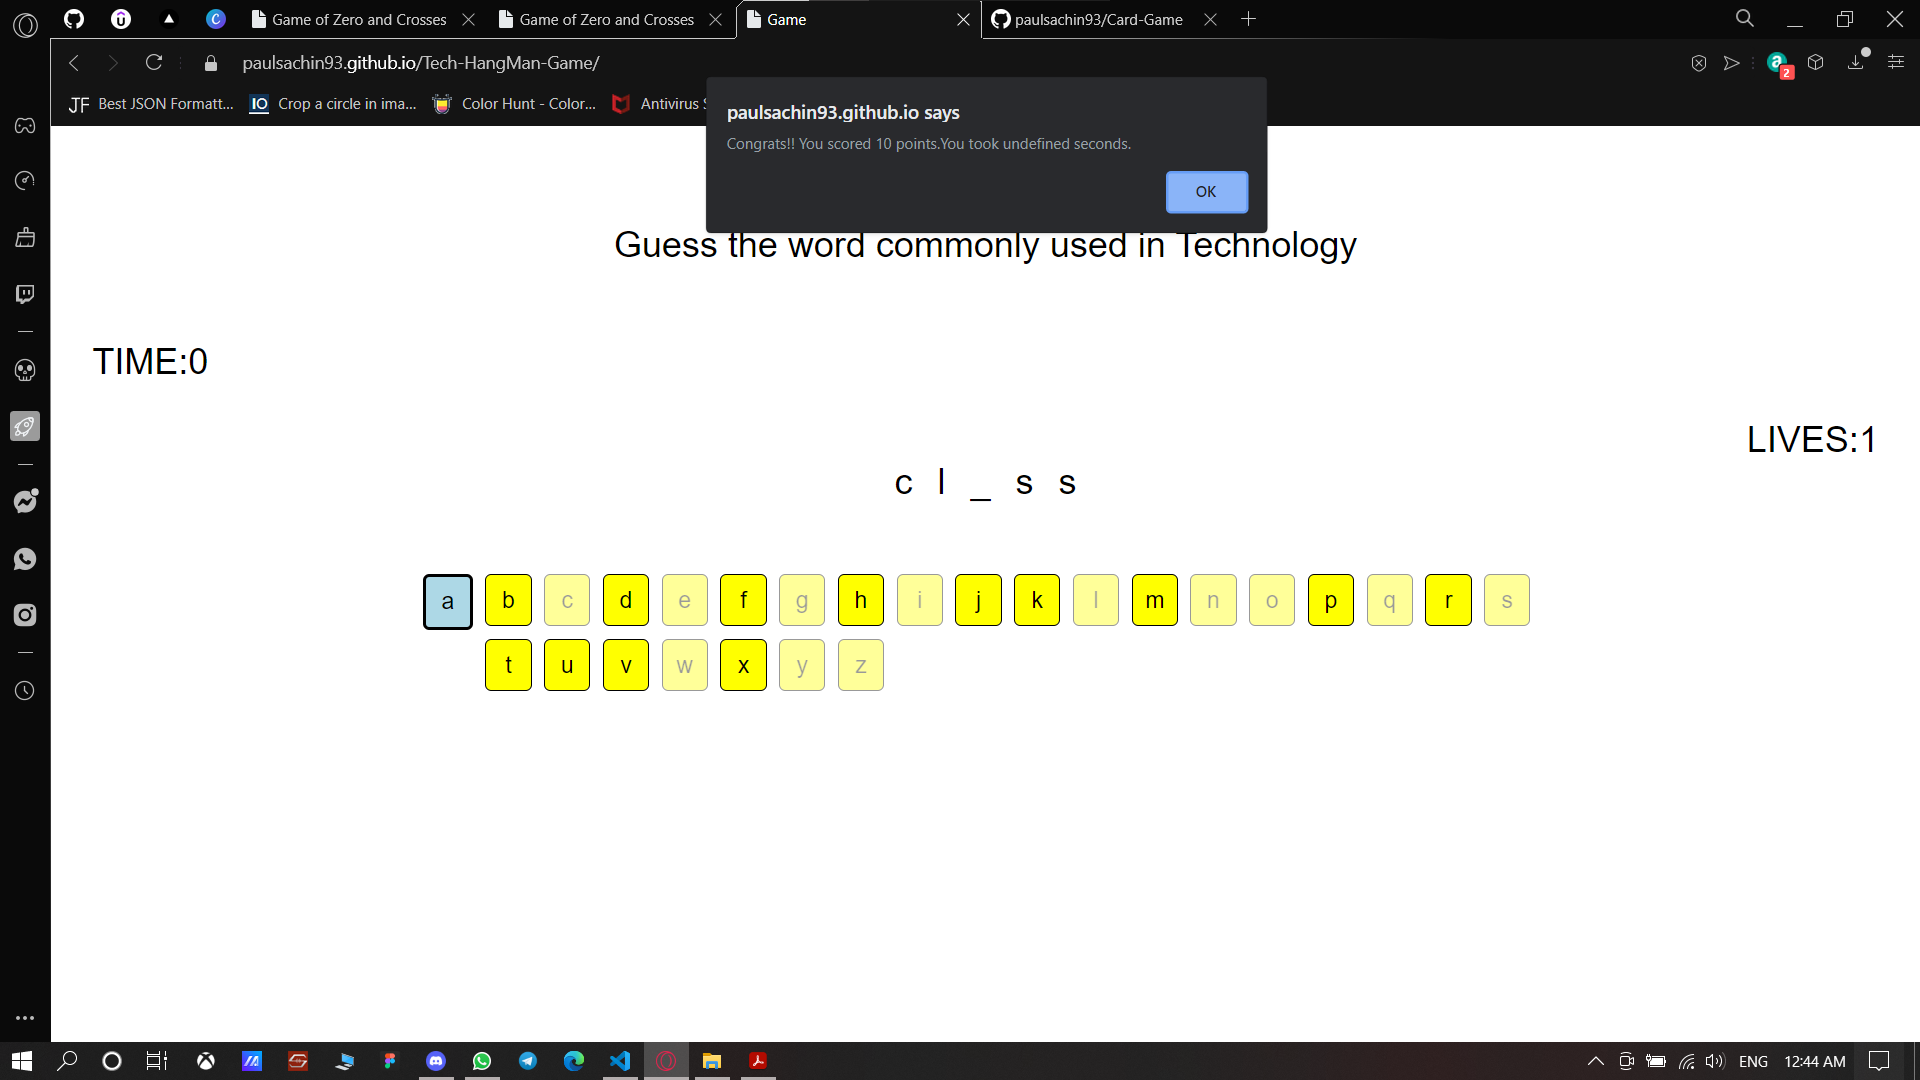 Game of Zero and Crosses
Game of Zero and Crosses
Game
paulsachin93/Card-Game
paulsachin93.github.io/Tech-HangMan-Game/
2
JF Best JSON Formatt...
IO Crop a circle in ima...
Color Hunt - Color...
Antivirus S
paulsachin93.github.io says
Congrats!! You scored 10 points.You took undefined seconds.
OK
Guess the word commonly used in Technology
TIME:0
LIVES:1
c l _ s s
a b c d e f g h i j k l m n o p q r s
t u v w x y z
ENG 12:44 AM